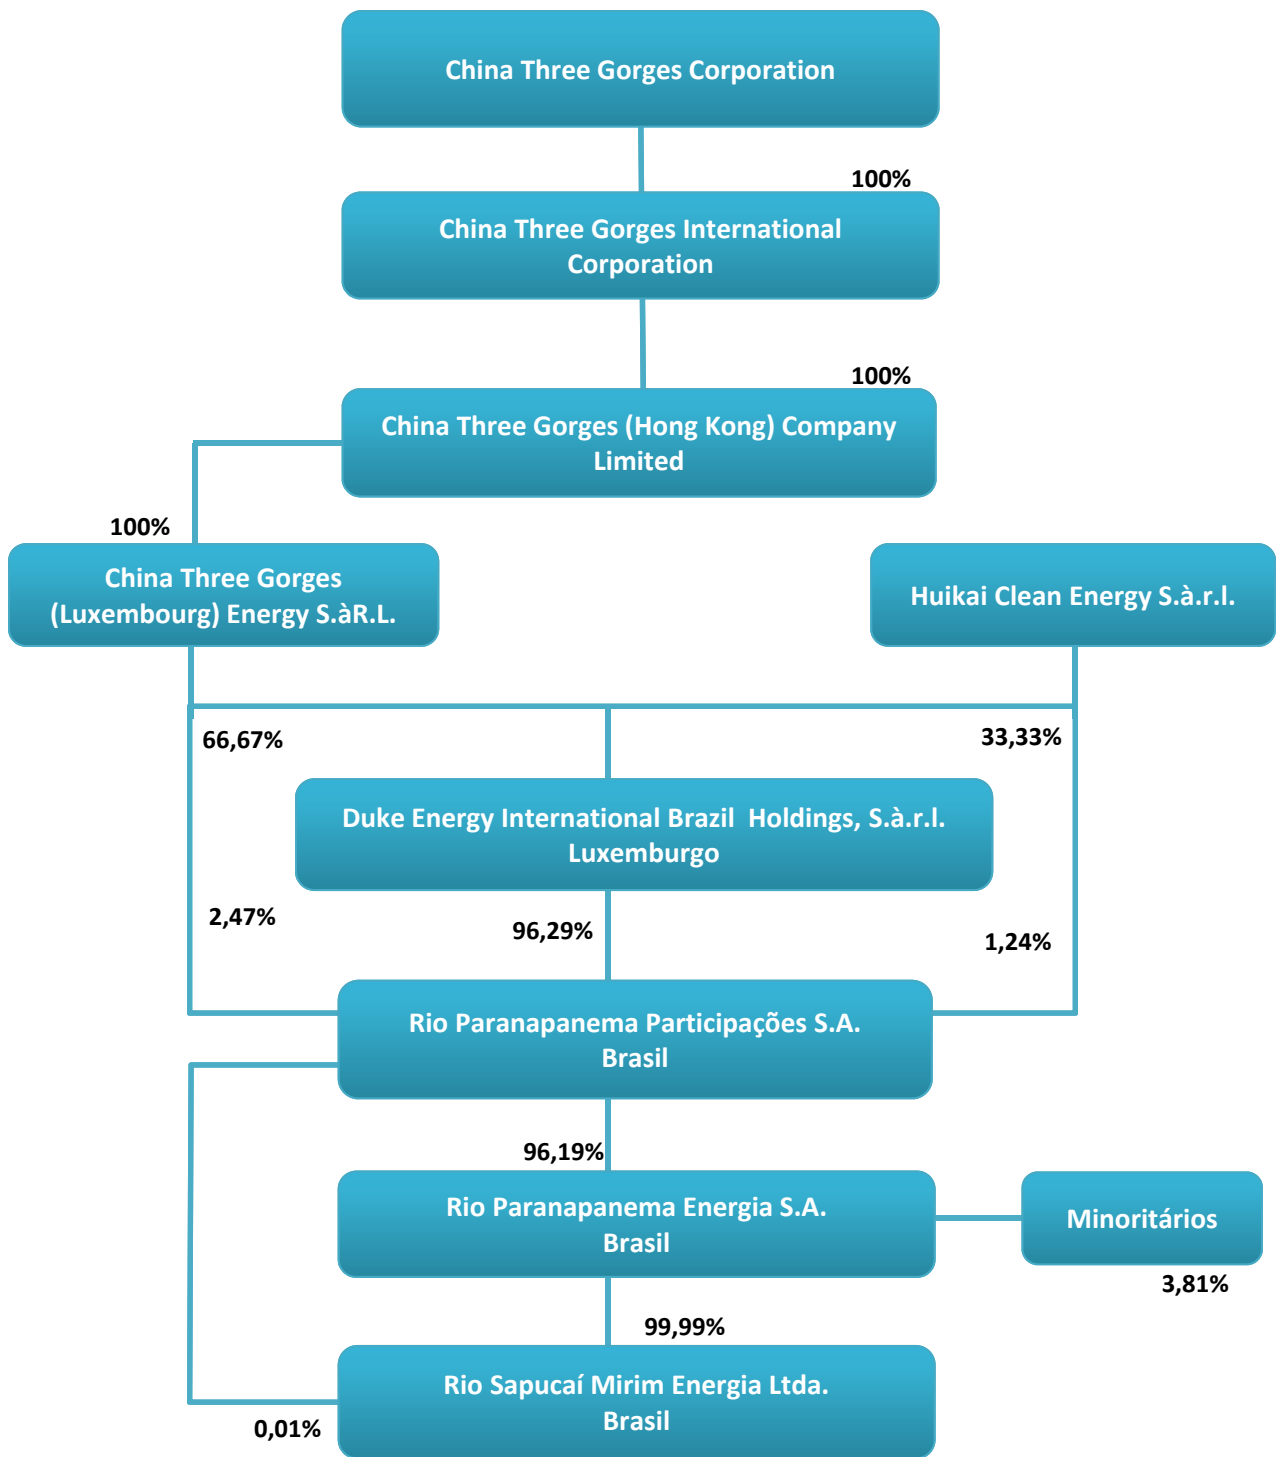 China Three Gorges Corporation
100%
China Three Gorges International
Corporation
100%
China Three Gorges (Hong Kong) Company
Limited
100%
China Three Gorges
(Luxembourg) Energy S.àR.L.
Huikai Clean Energy S.à.r.l.
66,67%
33,33%
Duke Energy International Brazil  Holdings, S.à.r.l.
Luxemburgo
2,47%
96,29%
1,24%
Rio Paranapanema Participações S.A.
Brasil
96,19%
Rio Paranapanema Energia S.A.
Brasil
Minoritários
3,81%
99,99%
Rio Sapucaí Mirim Energia Ltda.
Brasil
0,01%